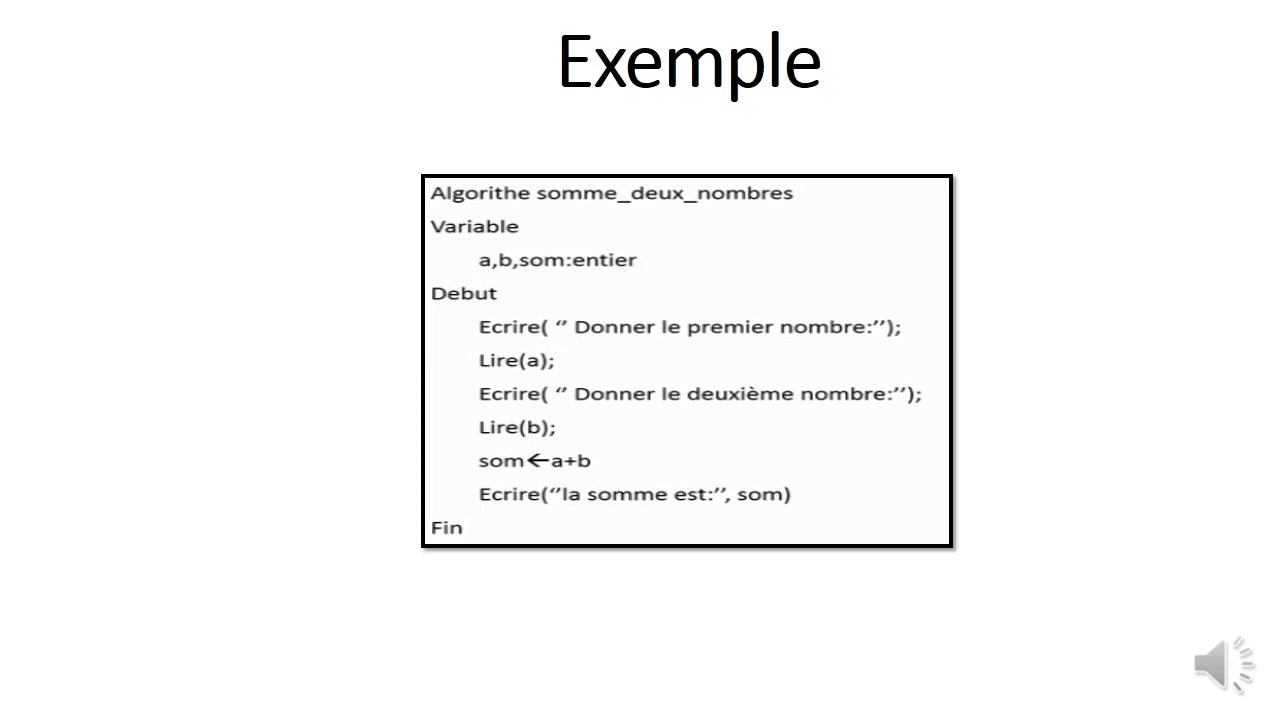 Exemple
Algorithe somme_deux_nombres
Variable
a,b,som:entier
Debut
Ecrire( “ Donner le premier nombre:’’);
Lire(a);
Ecrire( “ Donner le deuxième nombre:’’);
Lire(b);
som←a+b
Ecrire(‘’la somme est:’’, som)
Fin